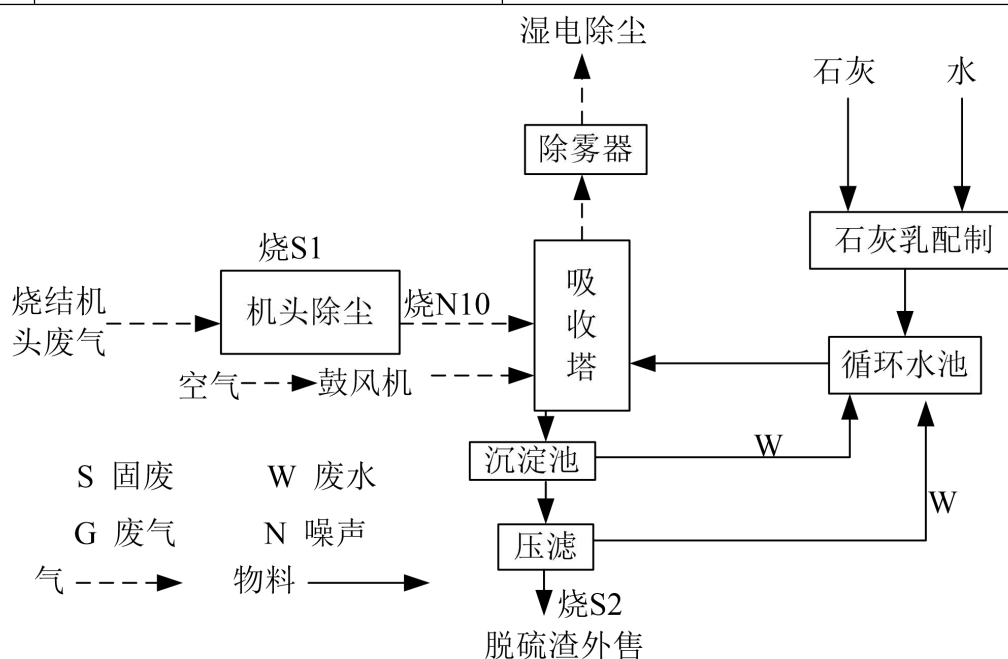 湿电除尘
石灰
水
除雾器
石灰乳配制
烧S1
吸
收
塔
烧结机
头废气
机头除尘
烧N10
循环水池
空气
鼓风机
沉淀池
W
S 固废
W 废水
W
G 废气
N 噪声
压滤
气
物料
烧S2
脱硫渣外售